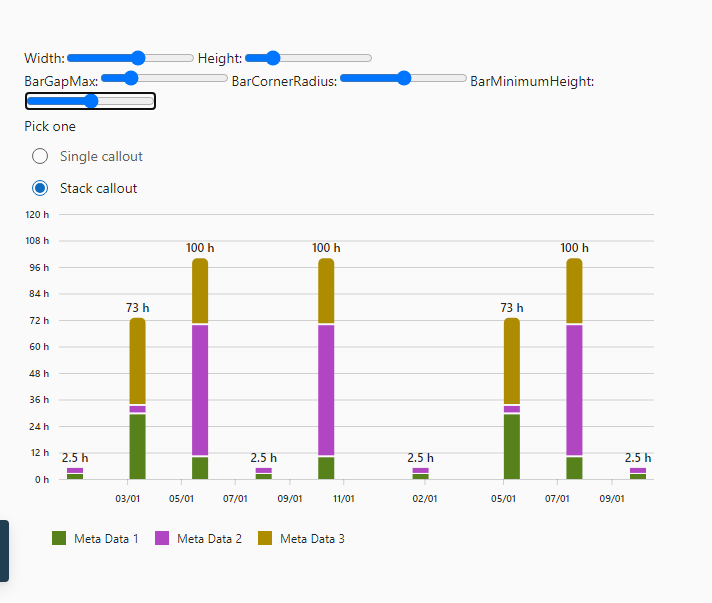 Width: Height:
BarGapMax: BarCornerRadius: BarMinimumHeight:
Pick one
Single callout
Stack callout
120 h
108 h
96 h
84 h
72 h
60 h
48 h
36 h
24 h
12 h
0 h
2.5 h
73 h
100 h
2.5 h
100 h
2.5 h
73 h
100 h
2.5 h
03/01 05/01 07/01 09/01 11/01 02/01 05/01 07/01 09/01
Meta Data 1 Meta Data 2 Meta Data 3